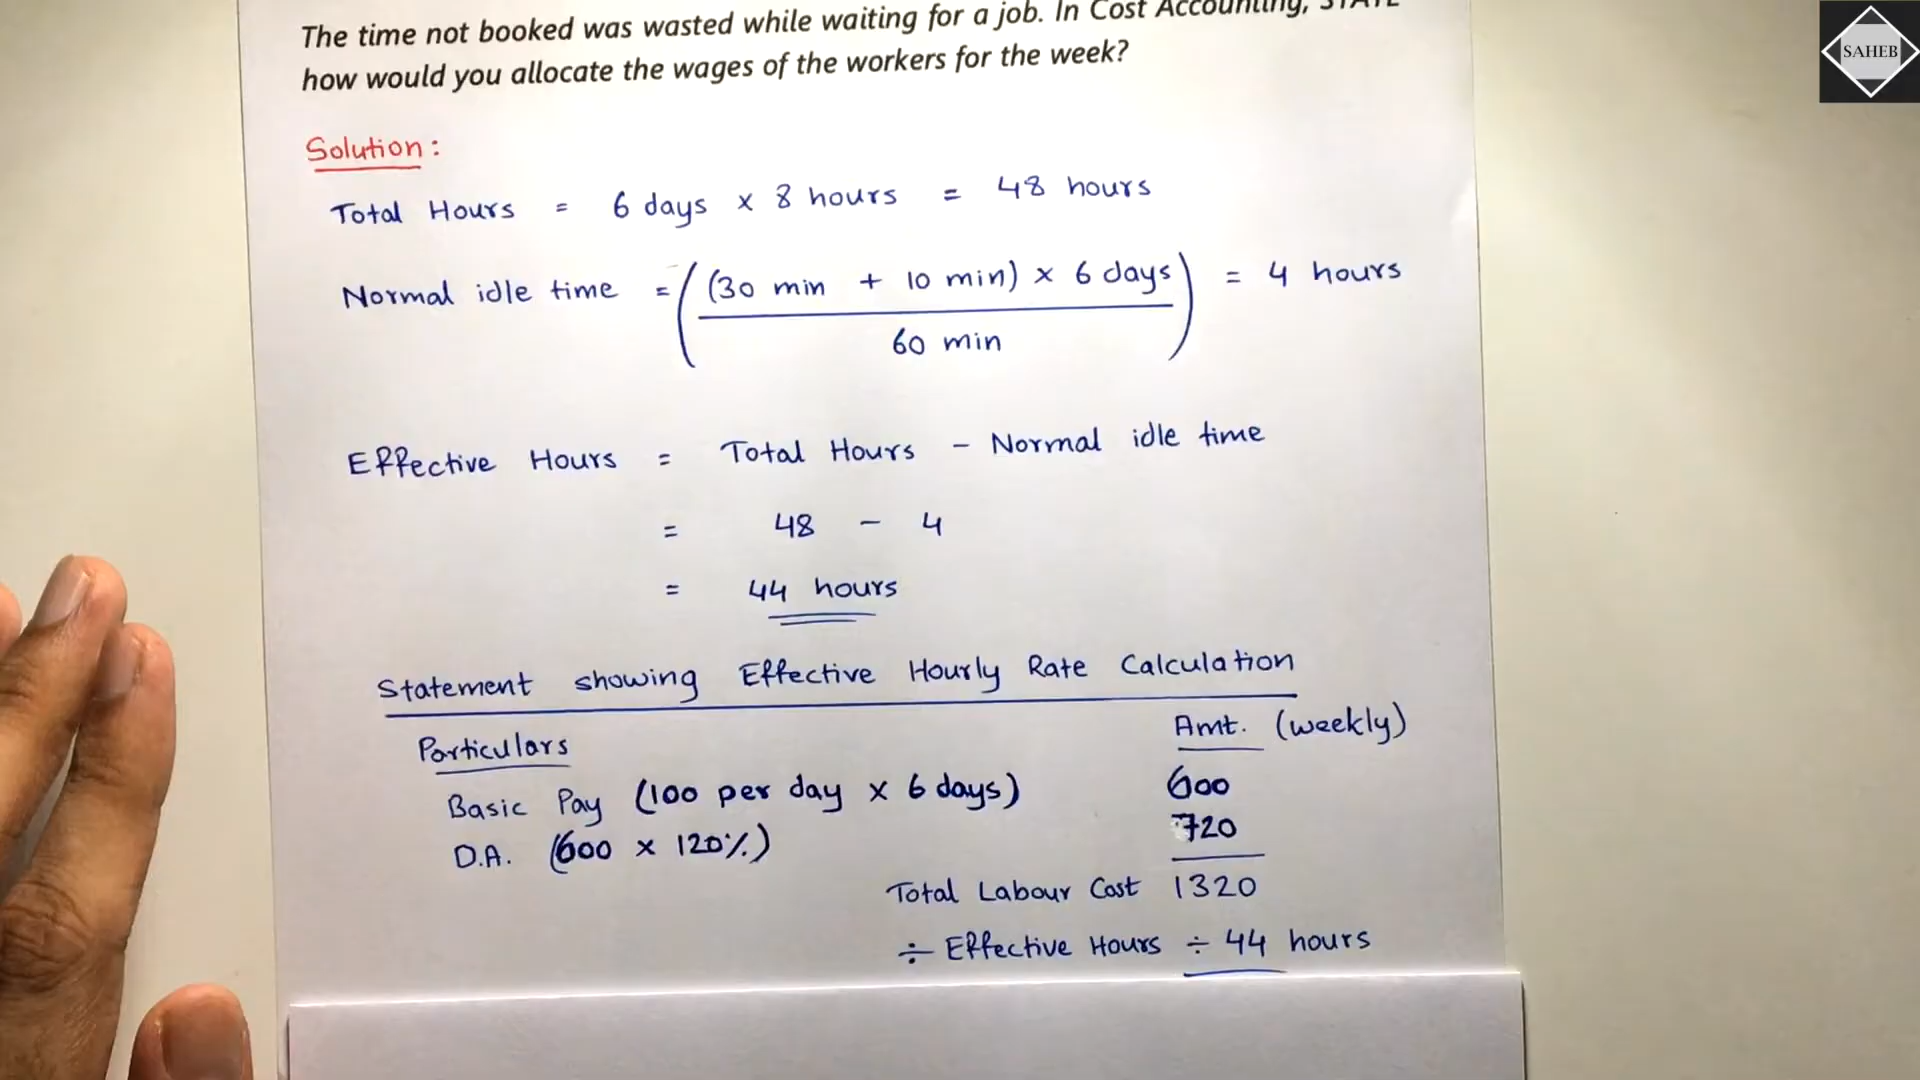 The time not booked was wasted while waiting for a job. In Cost Accounting, STATE
how would you allocate the wages of the workers for the week?
SAHEB
Solution:
Total Hours = 6 days x 8 hours = 48 hours
Normal idle time = ((30 min + 10 min) x 6 days) = 4 hours
60 min
Effective Hours = Total Hours - Normal idle time
= 48 - 4
= 44 hours
Statement showing Effective Hourly Rate Calculation
Particulars Amt. (weekly)
Basic Pay (100 per day x 6 days) 600
D.A. (600 x 120%) 720
Total Labour Cost 1320
÷ Effective Hours ÷ 44 hours